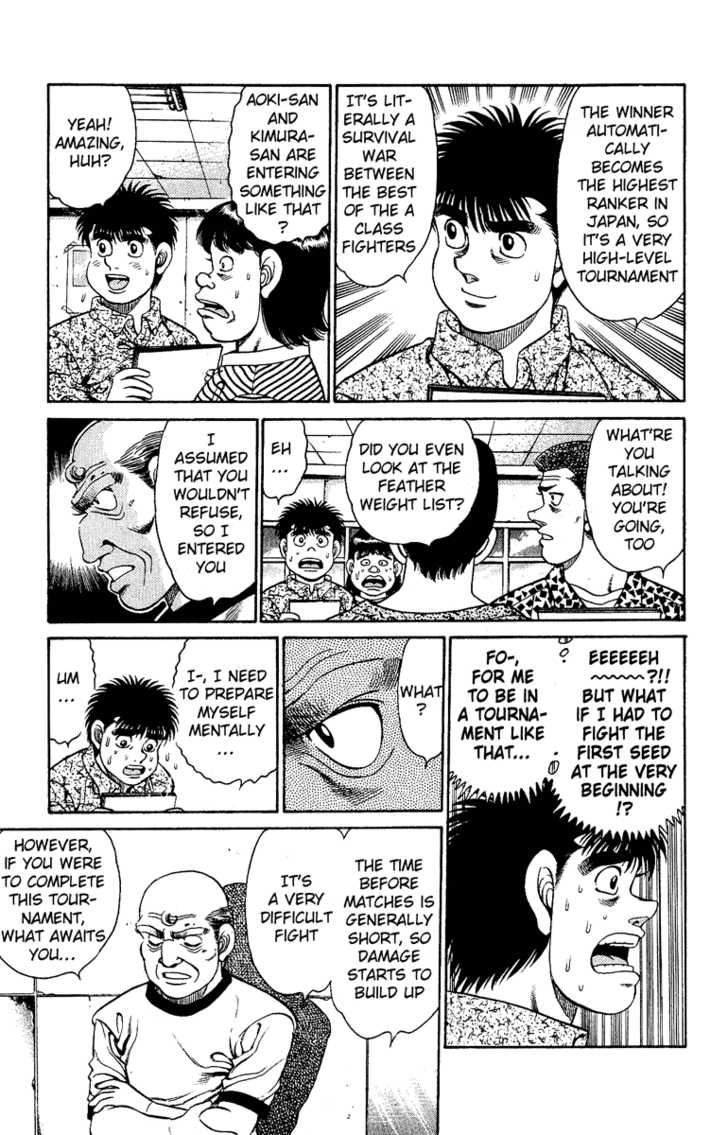 THE WINNER
AUTOMATI-
CALLY
BECOMES
THE HIGHEST
RANKER IN
JAPAN, SO
IT'S A VERY
HIGH-LEVEL
TOURNAMENT
IT'S LIT-
ERALLY A
SURVIVAL
WAR
BETWEEN
THE BEST
OF THE A
CLASS
FIGHTERS
AOKI-SAN
AND
KIMURA-
SAN ARE
ENTERING
SOMETHING
LIKE THAT
?
YEAH!
AMAZING,
HUH?
WHAT'RE
YOU
TALKING
ABOUT!
YOU'RE
GOING,
TOO
DID YOU EVEN
LOOK AT THE
FEATHER
WEIGHT LIST?
EH
...
I
ASSUMED
THAT YOU
WOULDN'T
REFUSE,
SO I
ENTERED
YOU
EEEEEEH
~~~~~?!!
BUT WHAT
IF I HAD TO
FIGHT THE
FIRST SEED
AT THE VERY
BEGINNING
!?
FO-,
FOR ME
TO BE IN
A TOURNA-
MENT LIKE
THAT...
WHAT
?
I-, I NEED
TO PREPARE
MYSELF
MENTALLY
...
UM
...
THE TIME
BEFORE
MATCHES IS
GENERALLY
SHORT, SO
DAMAGE
STARTS TO
BUILD UP
IT'S
A VERY
DIFFICULT
FIGHT
HOWEVER,
IF YOU WERE
TO COMPLETE
THIS TOUR-
NAMENT,
WHAT AWAITS
YOU...